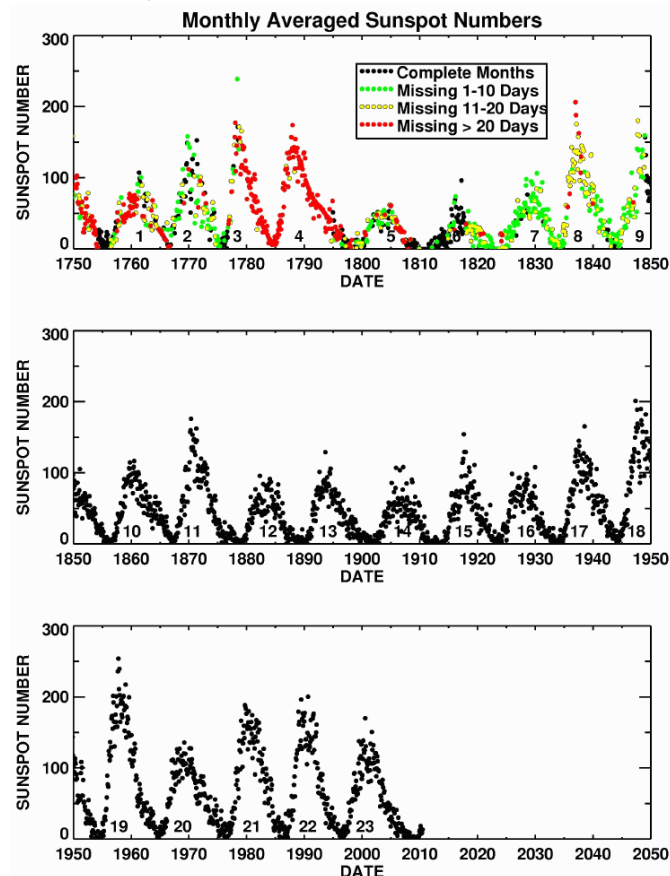 Monthly Averaged Sunspot Numbers
300
200
100
0
SUNSPOT NUMBER
Complete Months
Missing 1-10 Days
Missing 11-20 Days
Missing > 20 Days
1 2 3 4 5 6 7 8 9
1750 1760 1770 1780 1790 1800 1810 1820 1830 1840 1850
DATE
300
200
100
0
SUNSPOT NUMBER
10 11 12 13 14 15 16 17 18
1850 1860 1870 1880 1890 1900 1910 1920 1930 1940 1950
DATE
300
200
100
0
SUNSPOT NUMBER
19 20 21 22 23
1950 1960 1970 1980 1990 2000 2010 2020 2030 2040 2050
DATE